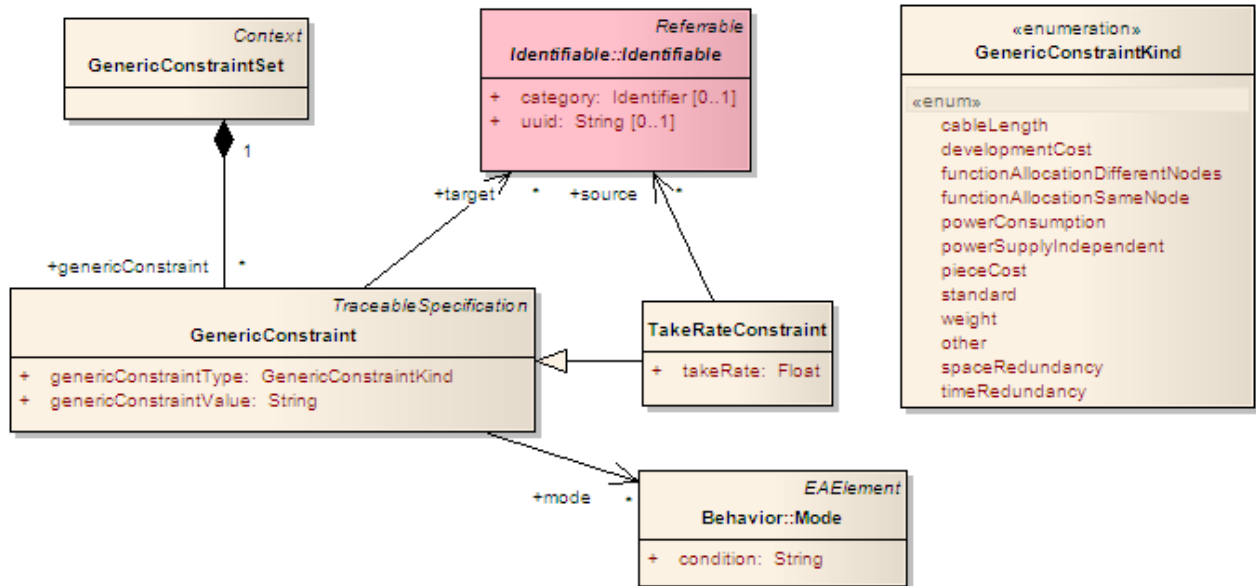 Context
GenericConstraintSet
Referrable
Identifiable::Identifiable
+ category: Identifier [0..1]
+ uuid: String [0..1]
«enumeration»
GenericConstraintKind
«enum»
cableLength
developmentCost
functionAllocationDifferentNodes
functionAllocationSameNode
powerConsumption
powerSupplyIndependent
pieceCost
standard
weight
other
spaceRedundancy
timeRedundancy
1
+target * +source *
+genericConstraint *
TraceableSpecification
GenericConstraint
+ genericConstraintType: GenericConstraintKind
+ genericConstraintValue: String
TakeRateConstraint
+ takeRate: Float
+mode *
EAElement
Behavior::Mode
+ condition: String